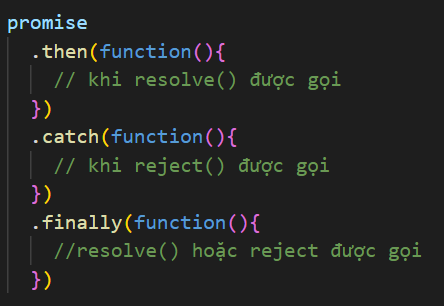 promise
  .then(function(){
    // khi resolve() được gọi
  })
  .catch(function(){
    // khi reject() được gọi
  })
  .finally(function(){
    //resolve() hoặc reject được gọi
  })